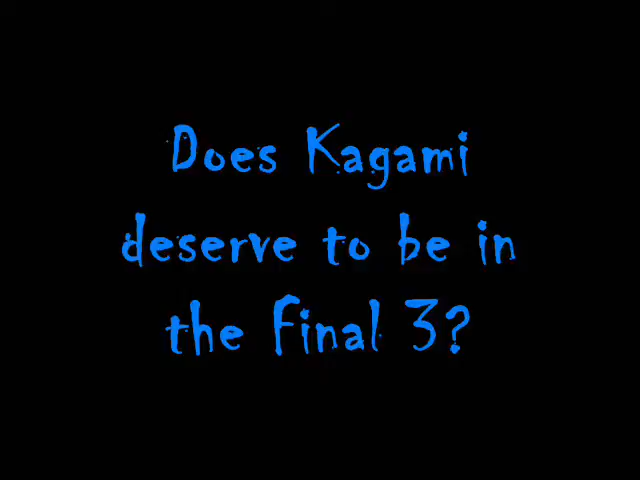 Does Kagami
deserve to be in
the Final 3?